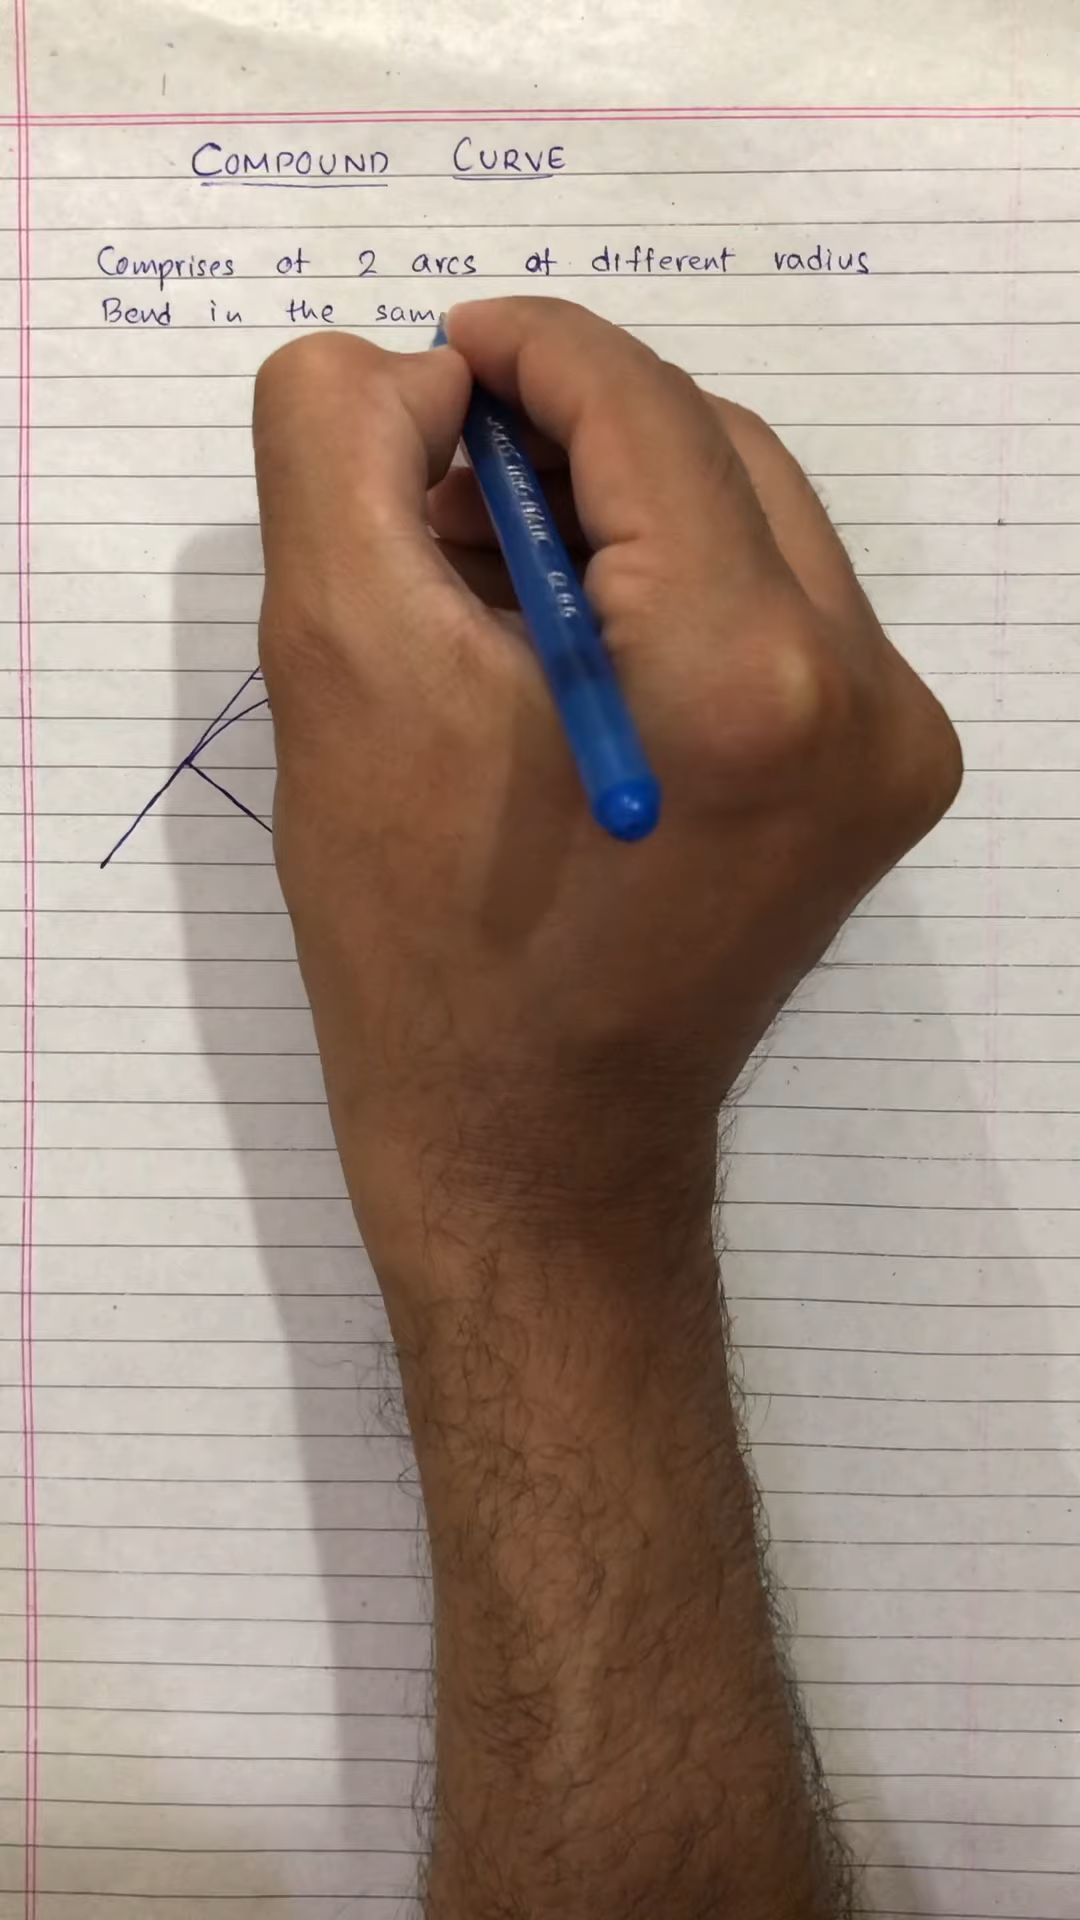 COMPOUND CURVE
Comprises of 2 arcs of different radius
Bend in the sam